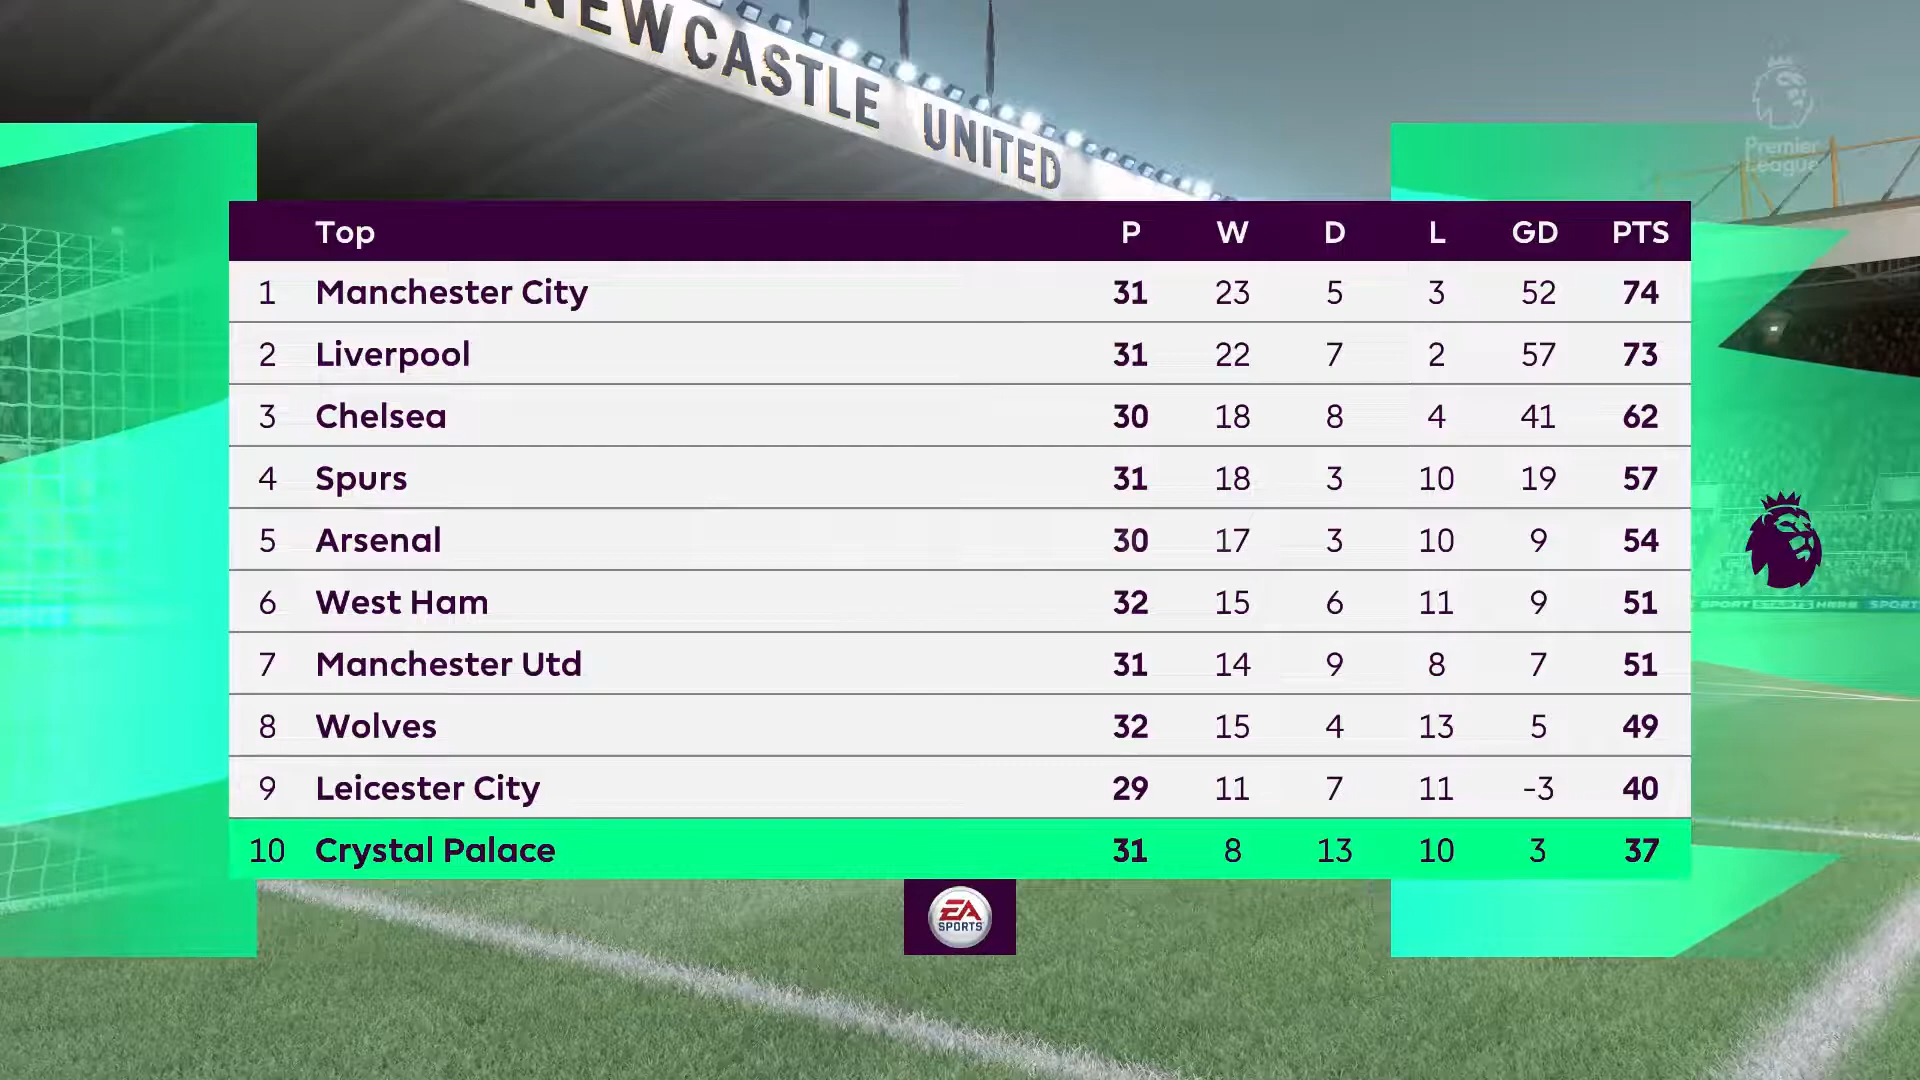 NEWCASTLE UNITED
Premier League
Top P W D L GD PTS
1 Manchester City 31 23 5 3 52 74
2 Liverpool 31 22 7 2 57 73
3 Chelsea 30 18 8 4 41 62
4 Spurs 31 18 3 10 19 57
5 Arsenal 30 17 3 10 9 54
6 West Ham 32 15 6 11 9 51
7 Manchester Utd 31 14 9 8 7 51
8 Wolves 32 15 4 13 5 49
9 Leicester City 29 11 7 11 -3 40
10 Crystal Palace 31 8 13 10 3 37
EA
SPORTS